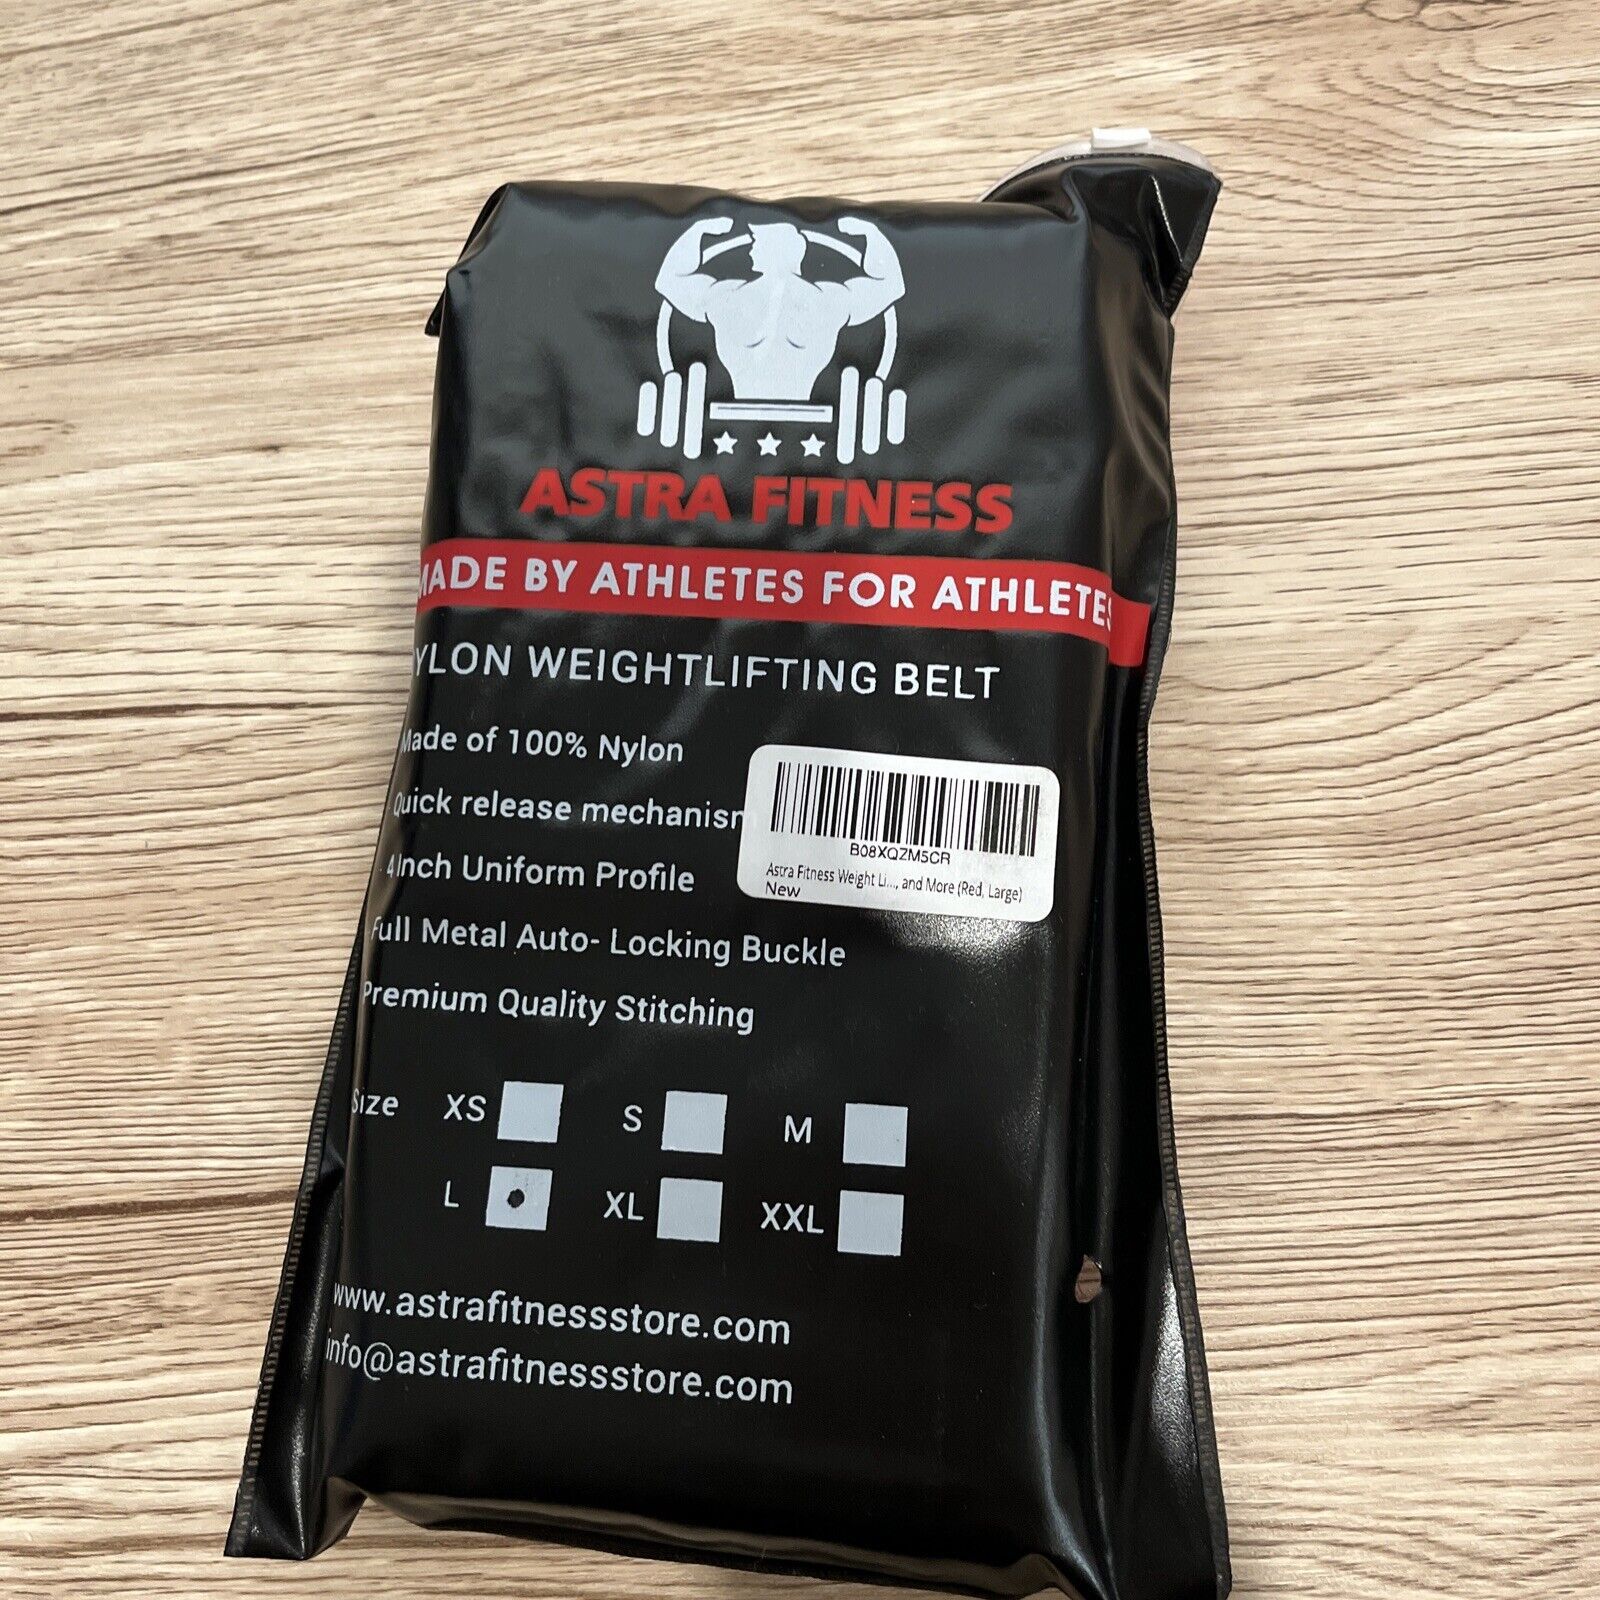 ASTRA FITNESS
MADE BY ATHLETES FOR ATHLETES
YLON WEIGHTLIFTING BELT
Made of 100% Nylon
Quick release mechanism
4 Inch Uniform Profile
Full Metal Auto- Locking Buckle
Premium Quality Stitching
B08XQZM5CR
Astra Fitness Weight Li..., and More (Red, Large)
New
Size XS S M
L XL XXL
www.astrafitnessstore.com
info@astrafitnessstore.com